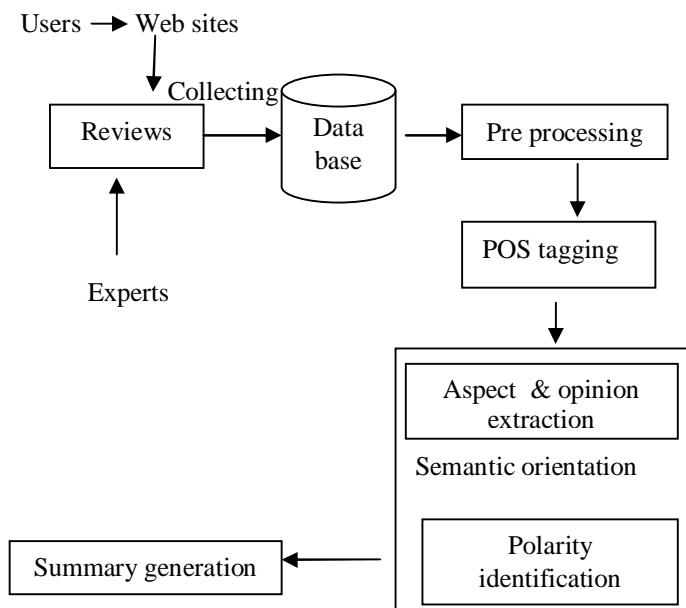 Users Web sites
Collecting
Reviews
Data
base
Pre processing
POS tagging
Experts
Aspect & opinion
extraction
Semantic orientation
Polarity
identification
Summary generation